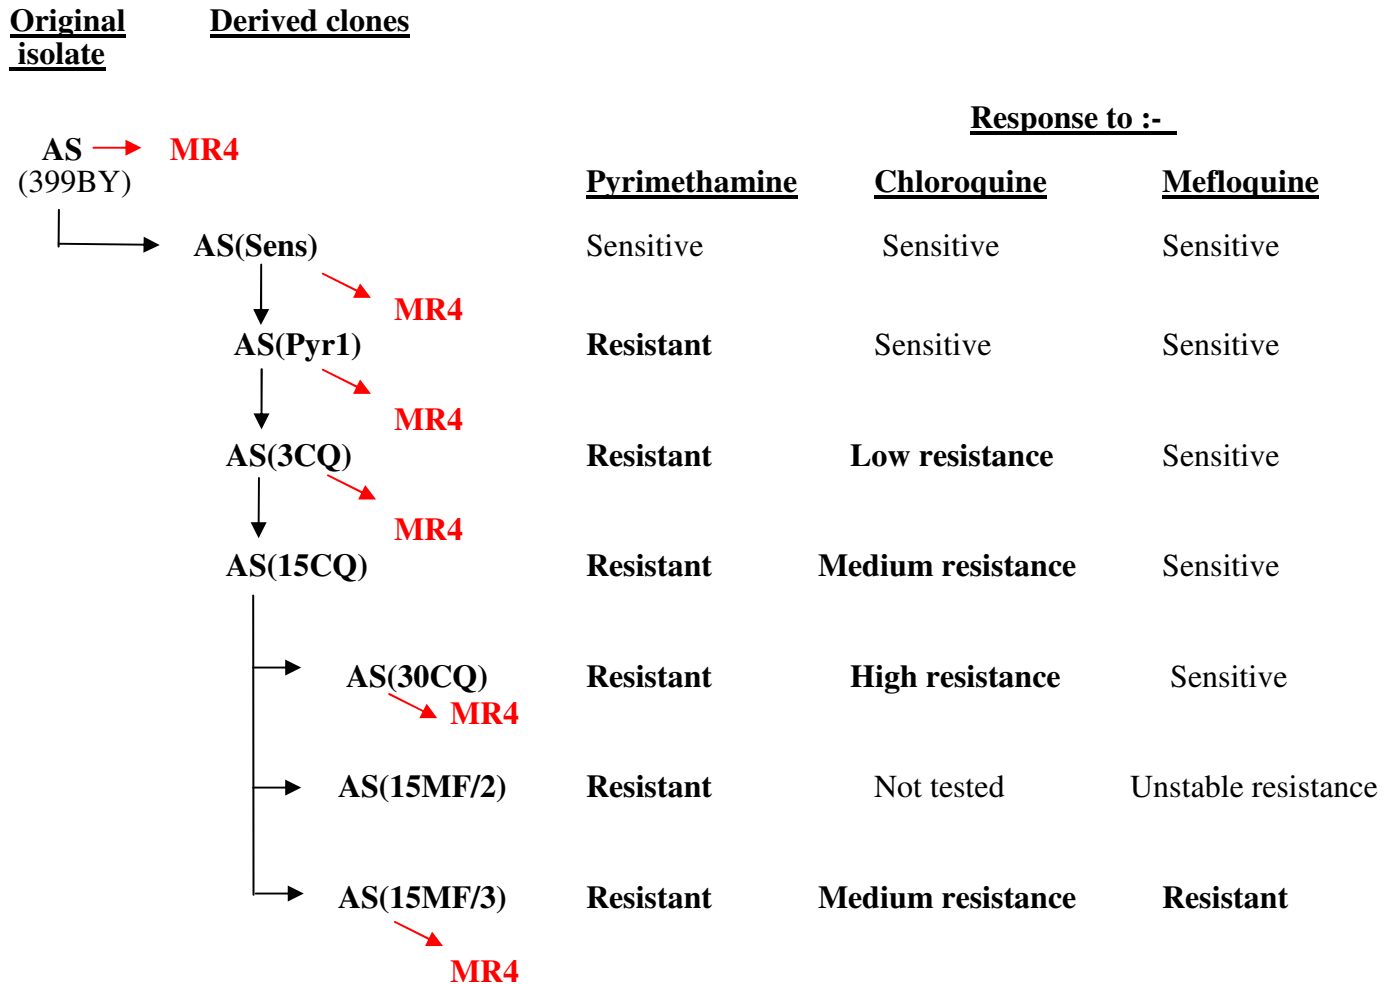 Original Derived clones
isolate
Response to :-
AS MR4
(399BY) Pyrimethamine Chloroquine Mefloquine
AS(Sens) Sensitive Sensitive Sensitive
MR4
AS(Pyr1) Resistant Sensitive Sensitive
MR4
AS(3CQ) Resistant Low resistance Sensitive
MR4
AS(15CQ) Resistant Medium resistance Sensitive
AS(30CQ) Resistant High resistance Sensitive
MR4
AS(15MF/2) Resistant Not tested Unstable resistance
AS(15MF/3) Resistant Medium resistance Resistant
MR4